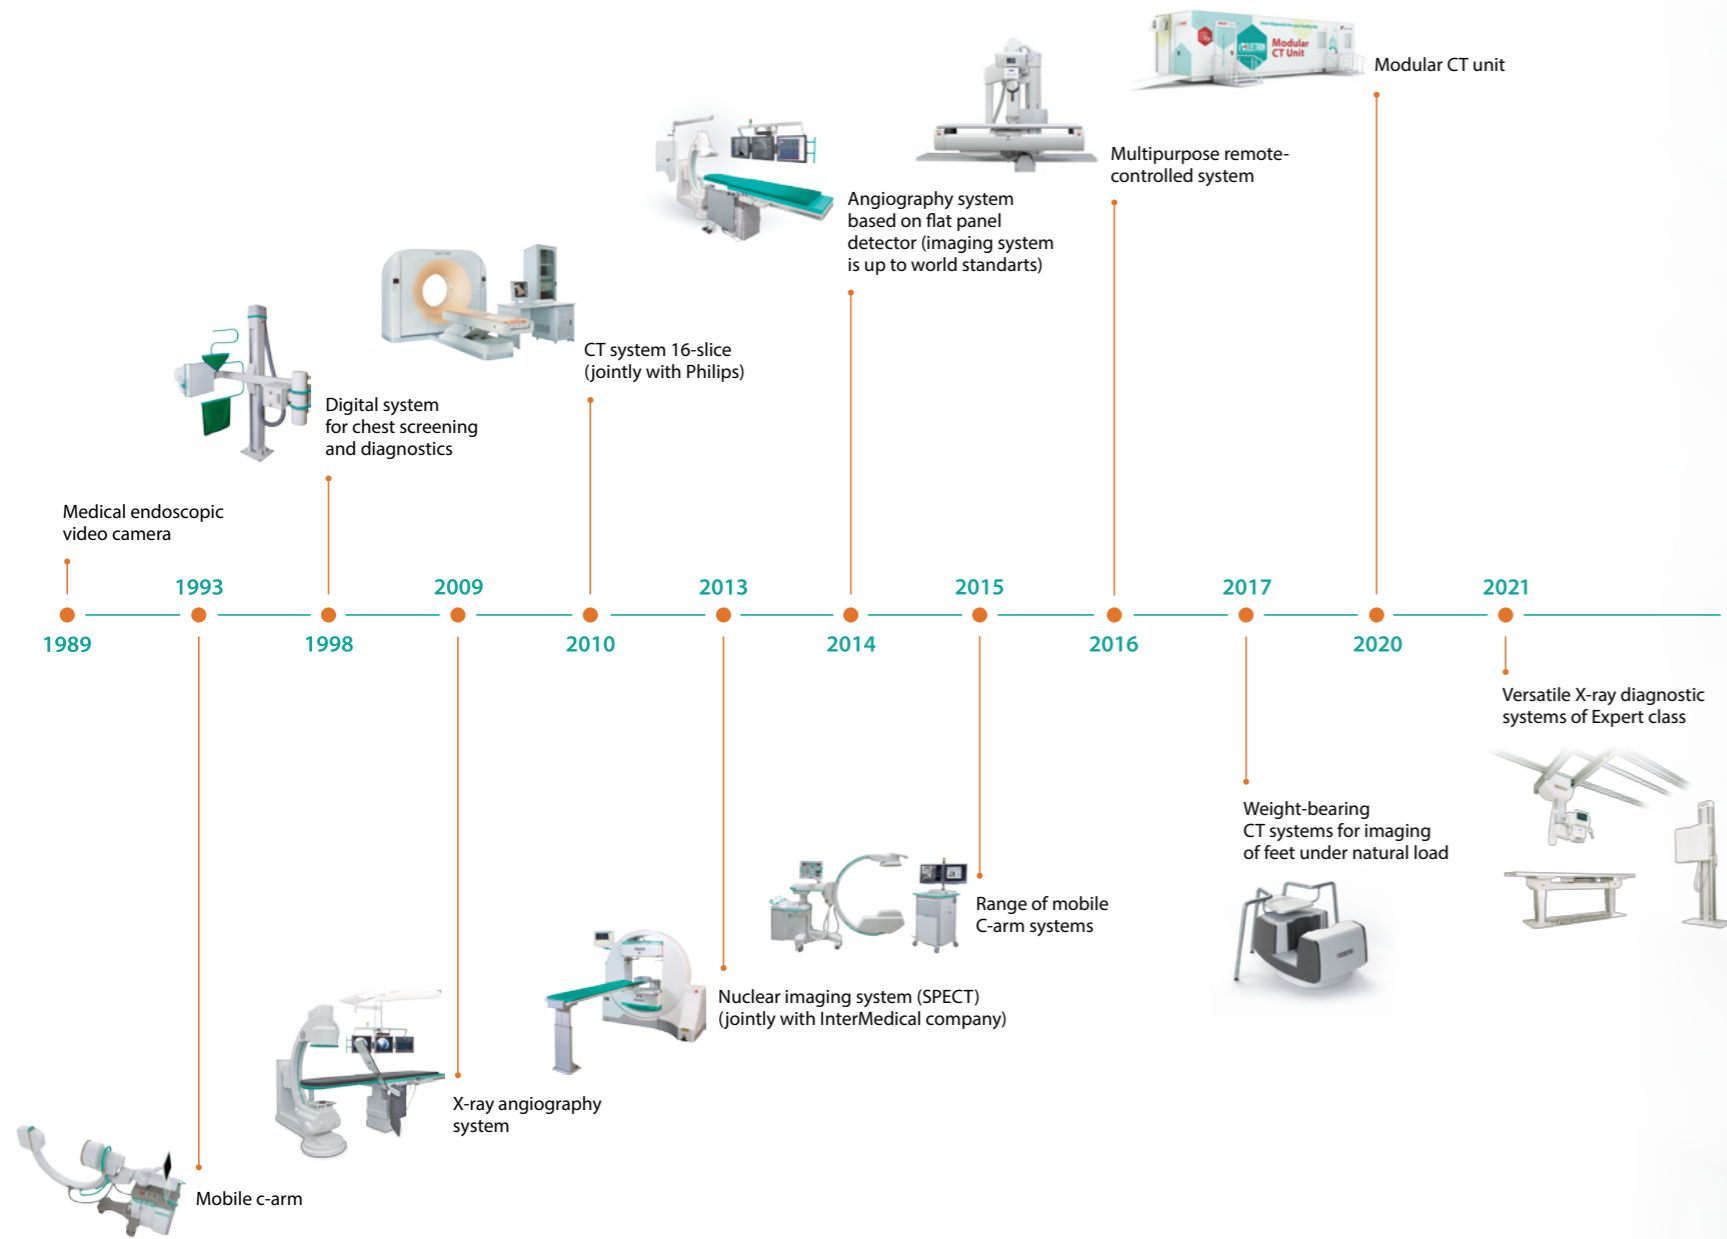 Modular
CT Unit
Modular CT unit
Multipurpose remote-
controlled system
Angiography system
based on flat panel
detector (imaging system
is up to world standarts)
CT system 16-slice
(jointly with Philips)
Digital system
for chest screening
and diagnostics
Medical endoscopic
video camera
1993
2009
2013
2015
2017
2021
1989
1998
2010
2014
2016
2020
Versatile X-ray diagnostic
systems of Expert class
Weight-bearing
CT systems for imaging
of feet under natural load
Range of mobile
C-arm systems
Nuclear imaging system (SPECT)
(jointly with InterMedical company)
X-ray angiography
system
Mobile c-arm